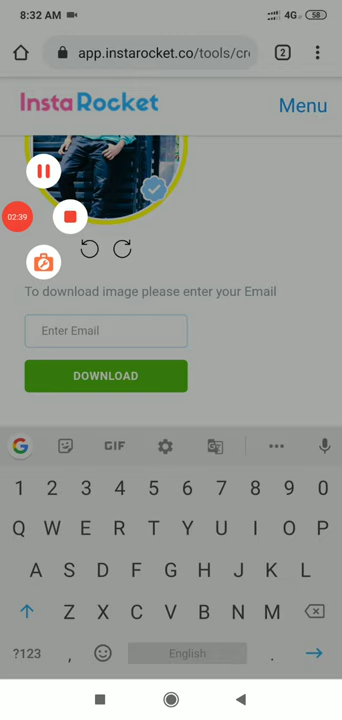 8:32 AM 4G 58
app.instarocket.co/tools/cr 2
InstaRocket Menu
02:39
To download image please enter your Email
Enter Email
DOWNLOAD
G GIF
1 2 3 4 5 6 7 8 9 0
Q W E R T Y U I O P
A S D F G H J K L
Z X C V B N M
?123 , English .